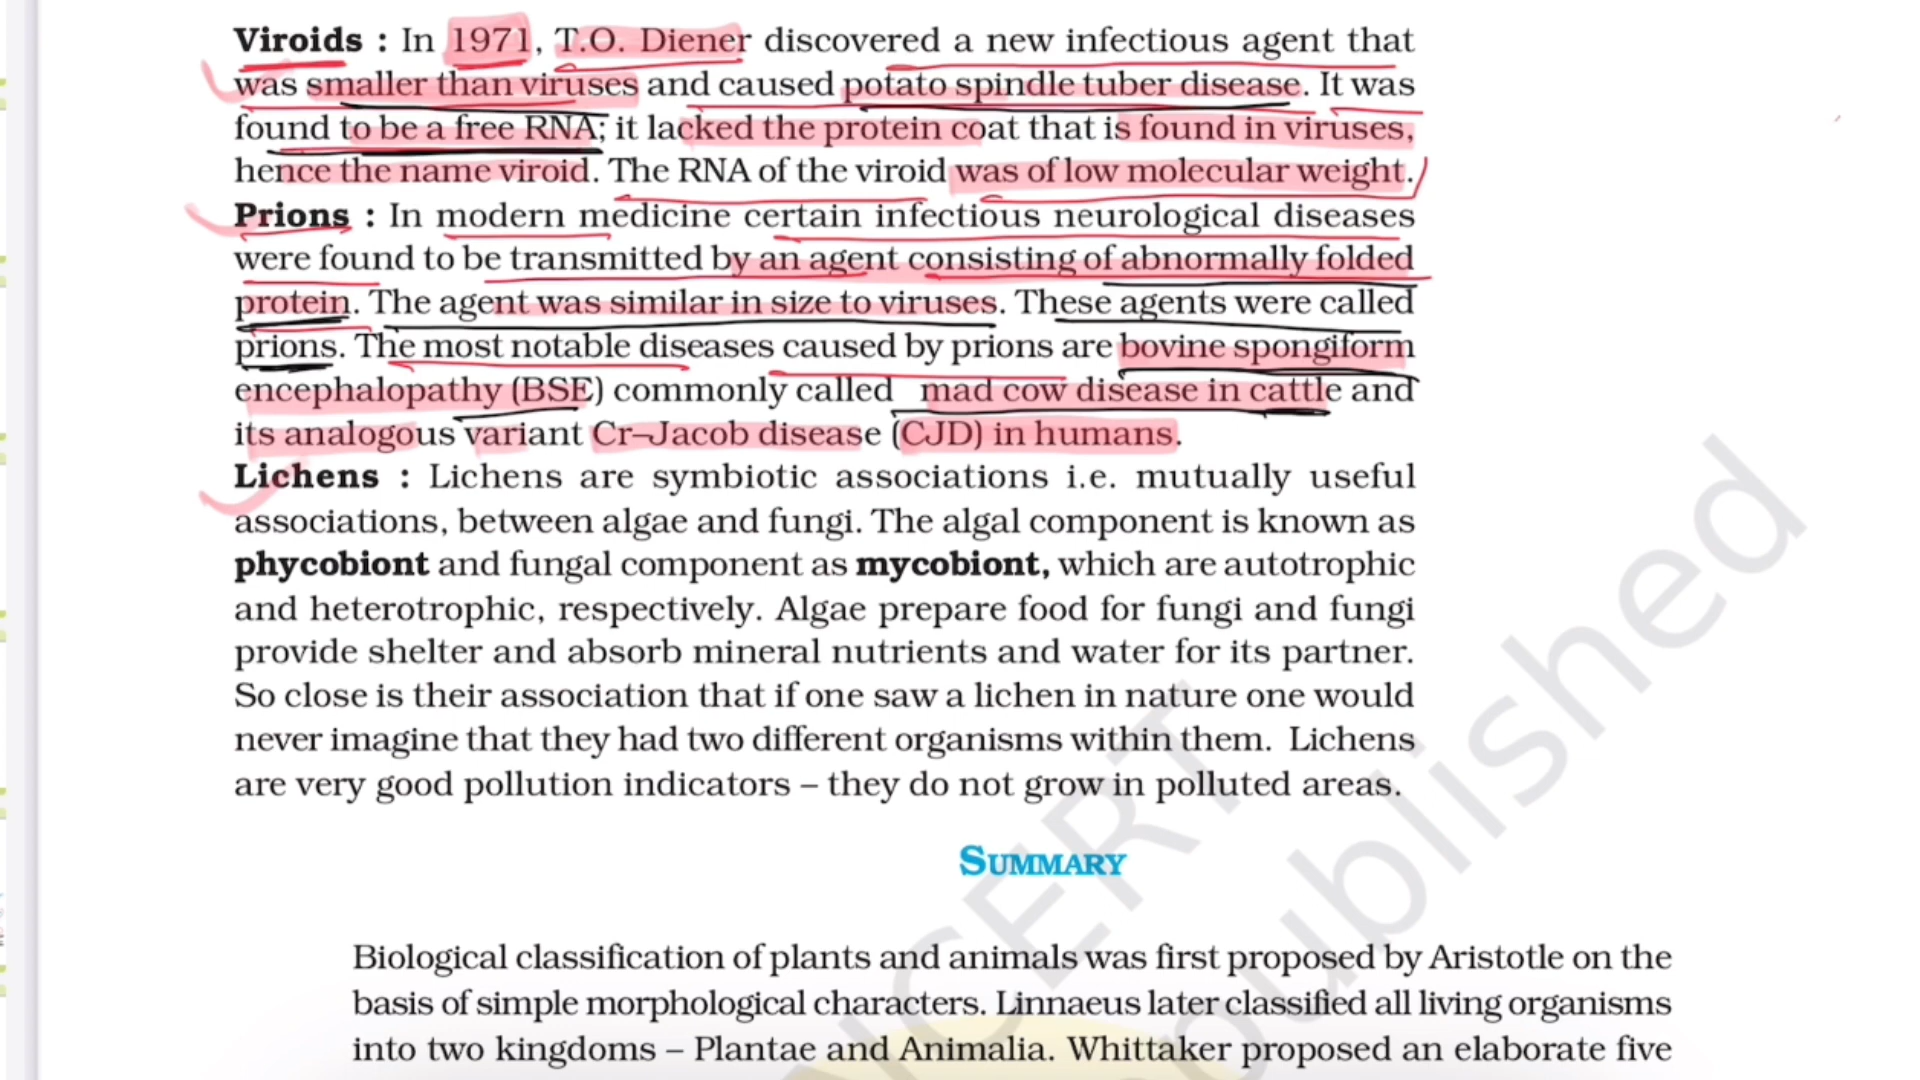 Viroids : In 1971, T.O. Diener discovered a new infectious agent that
was smaller than viruses and caused potato spindle tuber disease. It was
found to be a free RNA; it lacked the protein coat that is found in viruses,
hence the name viroid. The RNA of the viroid was of low molecular weight.
Prions : In modern medicine certain infectious neurological diseases
were found to be transmitted by an agent consisting of abnormally folded
protein. The agent was similar in size to viruses. These agents were called
prions. The most notable diseases caused by prions are bovine spongiform
encephalopathy (BSE) commonly called mad cow disease in cattle and
its analogous variant Cr–Jacob disease (CJD) in humans.
Lichens : Lichens are symbiotic associations i.e. mutually useful
associations, between algae and fungi. The algal component is known as
phycobiont and fungal component as mycobiont, which are autotrophic
and heterotrophic, respectively. Algae prepare food for fungi and fungi
provide shelter and absorb mineral nutrients and water for its partner.
So close is their association that if one saw a lichen in nature one would
never imagine that they had two different organisms within them. Lichens
are very good pollution indicators – they do not grow in polluted areas.
SUMMARY
Biological classification of plants and animals was first proposed by Aristotle on the
basis of simple morphological characters. Linnaeus later classified all living organisms
into two kingdoms – Plantae and Animalia. Whittaker proposed an elaborate five
NCERT
published